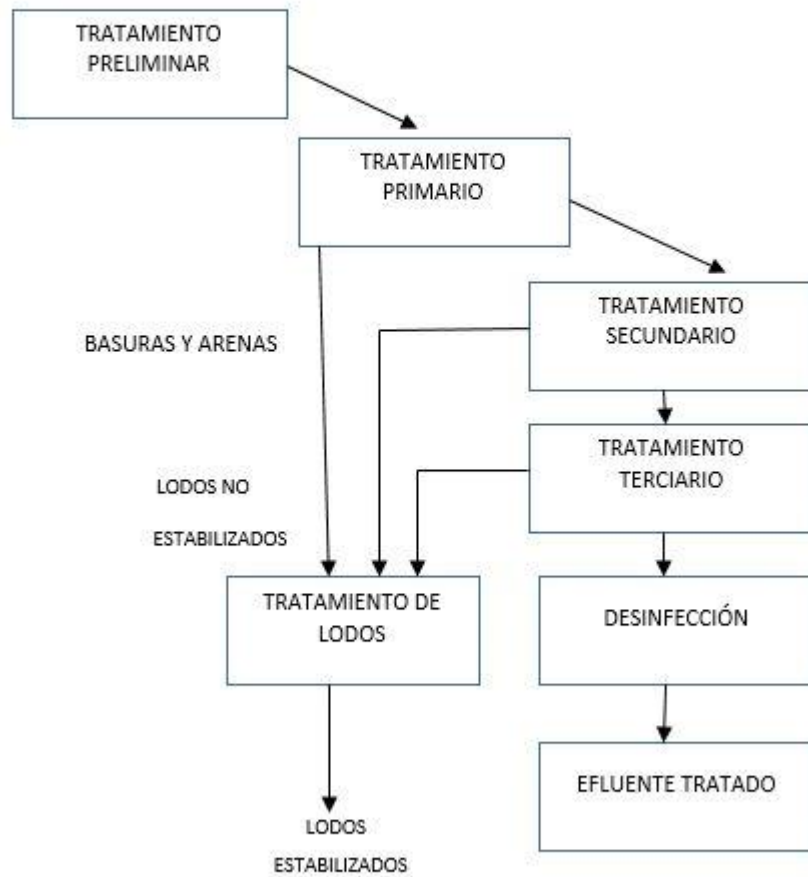 TRATAMIENTO
PRELIMINAR
TRATAMIENTO
PRIMARIO
TRATAMIENTO
SECUNDARIO
BASURAS Y ARENAS
TRATAMIENTO
TERCIARIO
LODOS NO
ESTABILIZADOS
TRATAMIENTO DE
LODOS
DESINFECCIÓN
EFLUENTE TRATADO
LODOS
ESTABILIZADOS